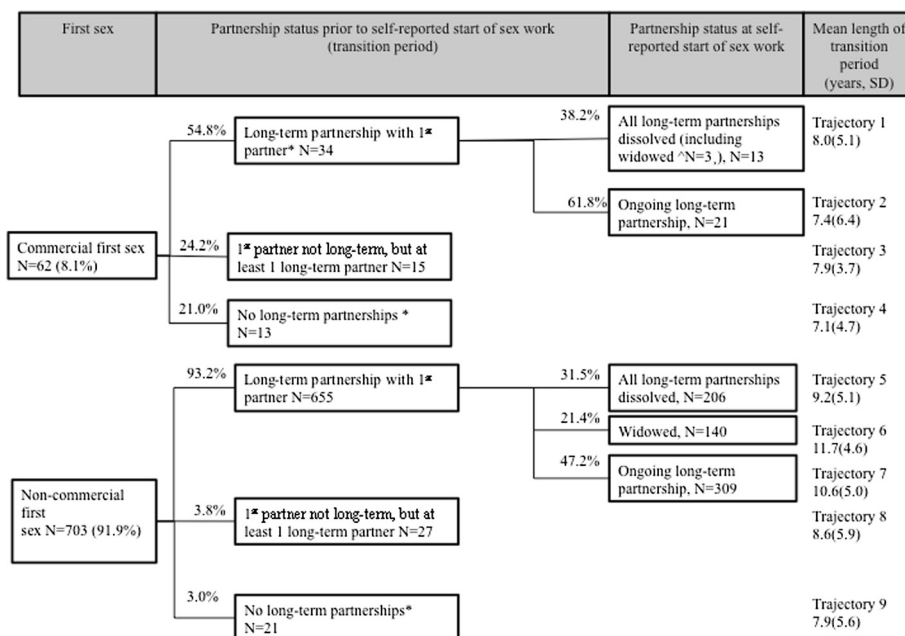 First sex
Partnership status prior to self-reported start of sex work
(transition period)
Partnership status at self-
reported start of sex work
Mean length of
transition
period
(years, SD)
54.8%
Long-term partnership with 1st
partner* N=34
38.2%
All long-term partnerships
dissolved (including
widowed ^N=3,), N=13
Trajectory 1
8.0(5.1)
61.8%
Ongoing long-term
partnership, N=21
Trajectory 2
7.4(6.4)
Commercial first sex
N=62 (8.1%)
24.2%
1st partner not long-term, but at
least 1 long-term partner N=15
Trajectory 3
7.9(3.7)
21.0%
No long-term partnerships *
N=13
Trajectory 4
7.1(4.7)
93.2%
Long-term partnership with 1st
partner N=655
31.5%
All long-term partnerships
dissolved, N=206
Trajectory 5
9.2(5.1)
21.4%
Widowed, N=140
Trajectory 6
11.7(4.6)
47.2%
Ongoing long-term
partnership, N=309
Trajectory 7
10.6(5.0)
Non-commercial
first
sex N=703 (91.9%)
3.8%
1st partner not long-term, but at
least 1 long-term partner N=27
Trajectory 8
8.6(5.9)
3.0%
No long-term partnerships*
N=21
Trajectory 9
7.9(5.6)